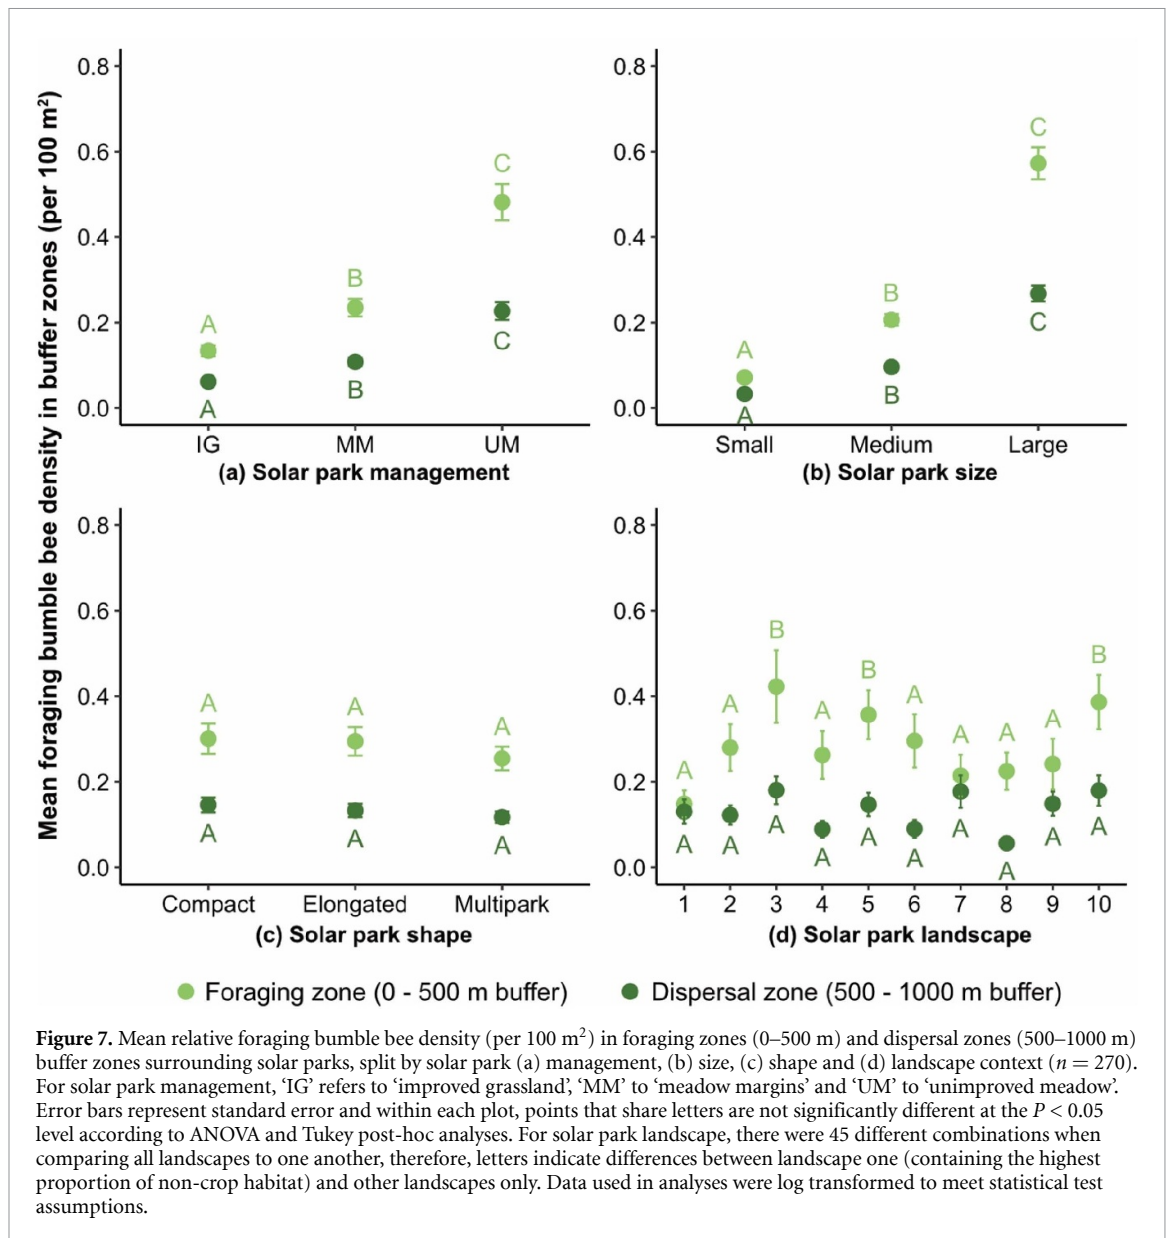 Mean foraging bumble bee density in buffer zones (per 100 m²)
0.8
0.6
0.4
0.2
0.0
A
B
C
A
B
C
IG MM UM
(a) Solar park management
0.8
0.6
0.4
0.2
0.0
A
B
C
A
B
C
Small Medium Large
(b) Solar park size
0.8
0.6
0.4
0.2
0.0
A A A
A A A
Compact Elongated Multipark
(c) Solar park shape
0.8
0.6
0.4
0.2
0.0
A A B A B A A A A B
A A A A A A A A A A
1 2 3 4 5 6 7 8 9 10
(d) Solar park landscape
Foraging zone (0 - 500 m buffer) Dispersal zone (500 - 1000 m buffer)
Figure 7. Mean relative foraging bumble bee density (per 100 m²) in foraging zones (0–500 m) and dispersal zones (500–1000 m)
buffer zones surrounding solar parks, split by solar park (a) management, (b) size, (c) shape and (d) landscape context (n = 270).
For solar park management, ‘IG’ refers to ‘improved grassland’, ‘MM’ to ‘meadow margins’ and ‘UM’ to ‘unimproved meadow’.
Error bars represent standard error and within each plot, points that share letters are not significantly different at the P < 0.05
level according to ANOVA and Tukey post-hoc analyses. For solar park landscape, there were 45 different combinations when
comparing all landscapes to one another, therefore, letters indicate differences between landscape one (containing the highest
proportion of non-crop habitat) and other landscapes only. Data used in analyses were log transformed to meet statistical test
assumptions.